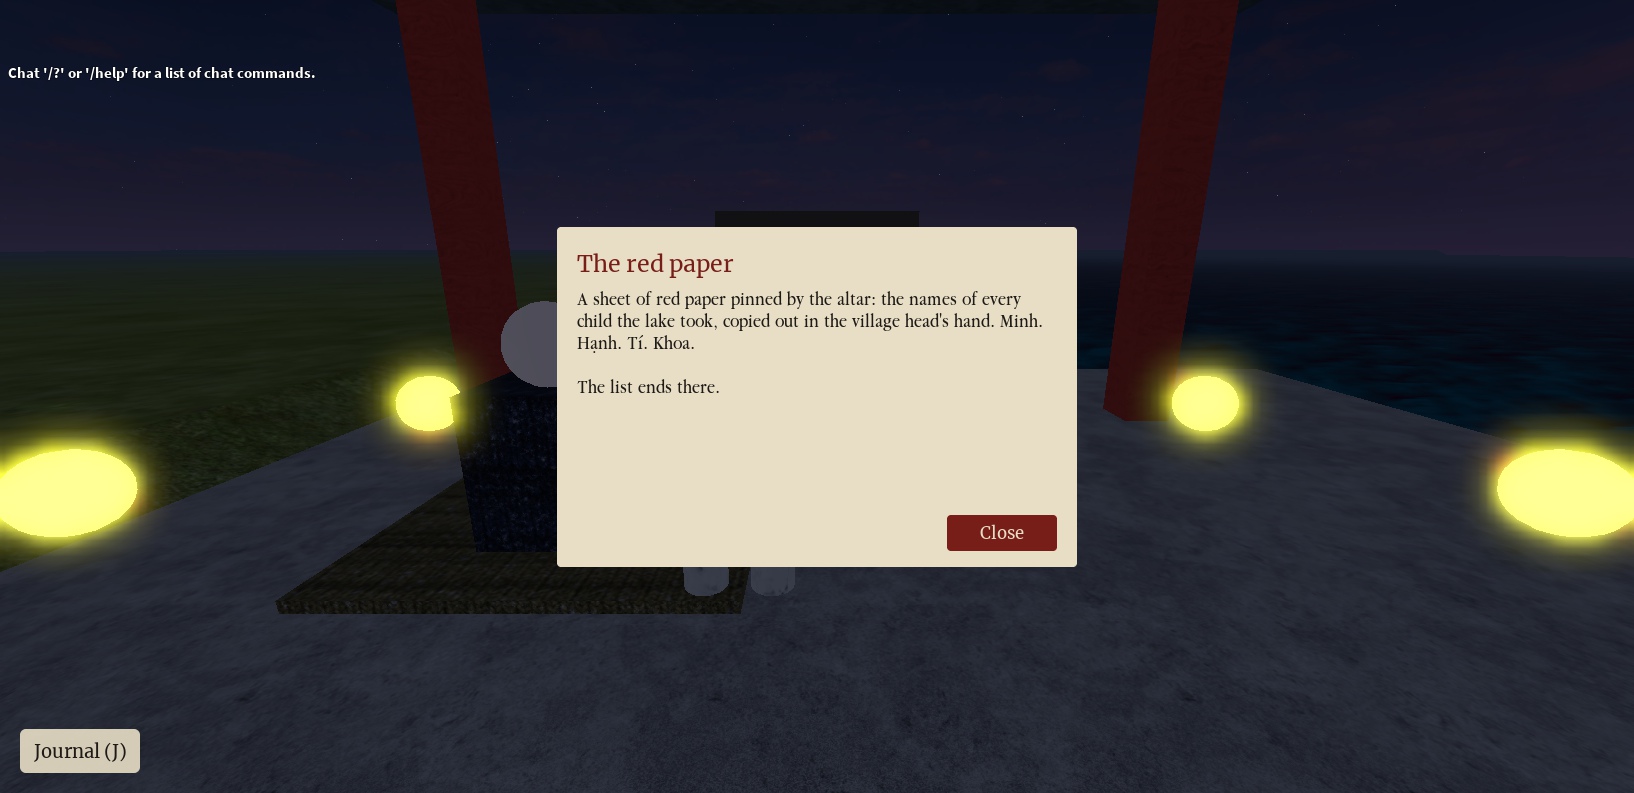 Chat '/?' or '/help' for a list of chat commands.
The red paper
A sheet of red paper pinned by the altar: the names of every
child the lake took, copied out in the village head's hand. Minh.
Hạnh. Tí. Khoa.
The list ends there.
Close
Journal (J)